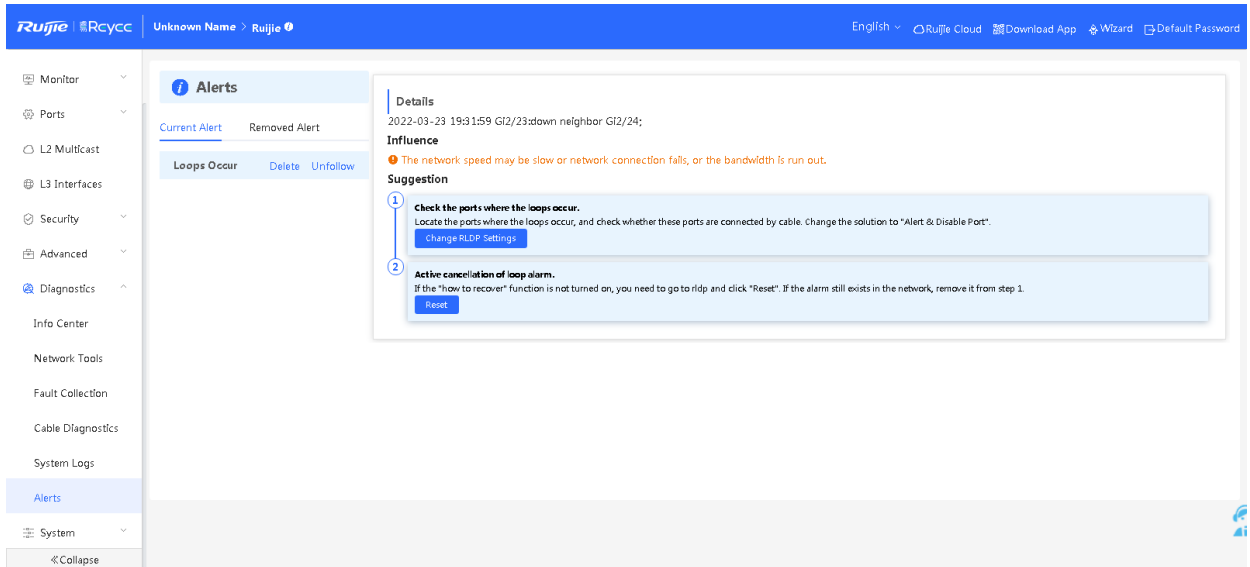 Ruijie | Rcycc
Unknown Name > Ruijie
English
Ruijie Cloud
Download App
Wizard
Default Password
Monitor
Ports
L2 Multicast
L3 Interfaces
Security
Advanced
Diagnostics
Info Center
Network Tools
Fault Collection
Cable Diagnostics
System Logs
Alerts
System
«Collapse
i Alerts
Current Alert
Removed Alert
Loops Occur
Delete
Unfollow
Details
2022-03-23 19:31:59 Gi2/23:down neighbor Gi2/24;
Influence
The network speed may be slow or network connection fails, or the bandwidth is run out.
Suggestion
1
Check the ports where the loops occur.
Locate the ports where the loops occur, and check whether these ports are connected by cable. Change the solution to "Alert & Disable Port".
Change RLDP Settings
2
Active cancellation of loop alarm.
If the "how to recover" function is not turned on, you need to go to rldp and click "Reset". If the alarm still exists in the network, remove it from step 1.
Reset